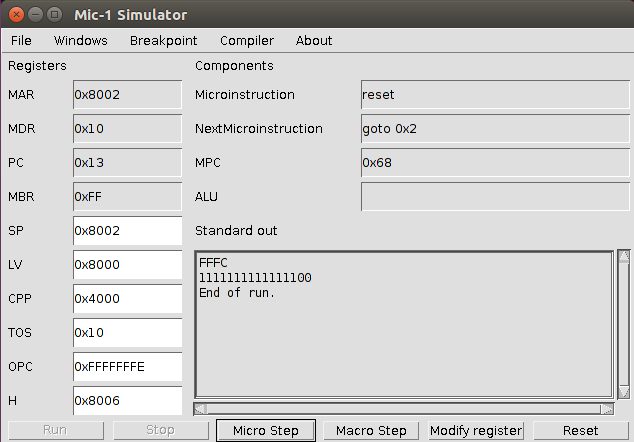 Mic-1 Simulator
File Windows Breakpoint Compiler About
Registers Components
MAR 0x8002 Microinstruction reset
MDR 0x10 NextMicroinstruction goto 0x2
PC 0x13 MPC 0x68
MBR 0xFF ALU
SP 0x8002 Standard out
LV 0x8000 FFFC
1111111111111100
CPP 0x4000 End of run.
TOS 0x10
OPC 0xFFFFFFFE
H 0x8006
Run Stop Micro Step Macro Step Modify register Reset